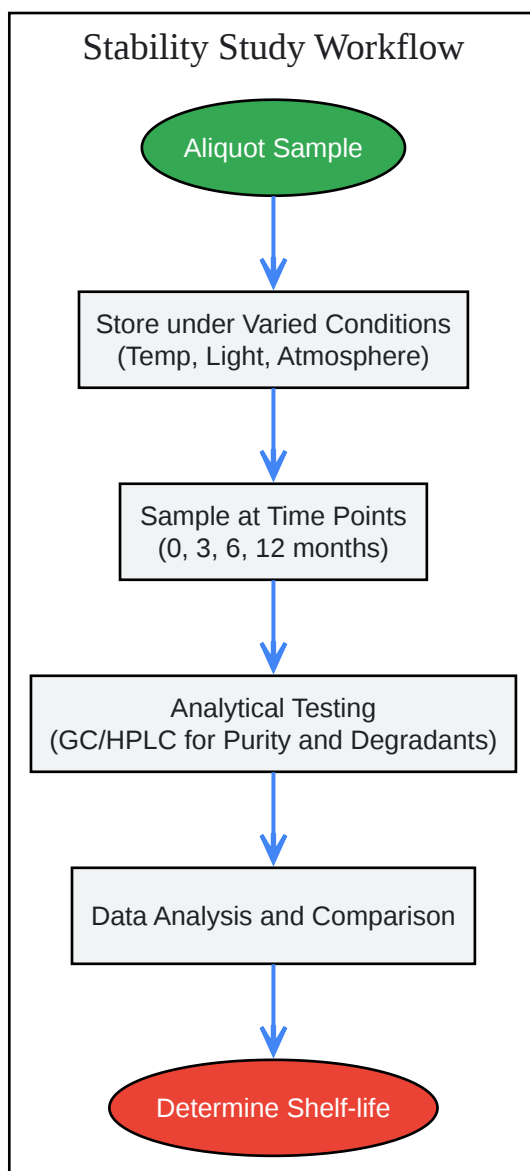 Stability Study Workflow
Aliquot Sample
Store under Varied Conditions
(Temp, Light, Atmosphere)
Sample at Time Points
(0, 3, 6, 12 months)
Analytical Testing
(GC/HPLC for Purity and Degradants)
Data Analysis and Comparison
Determine Shelf-life